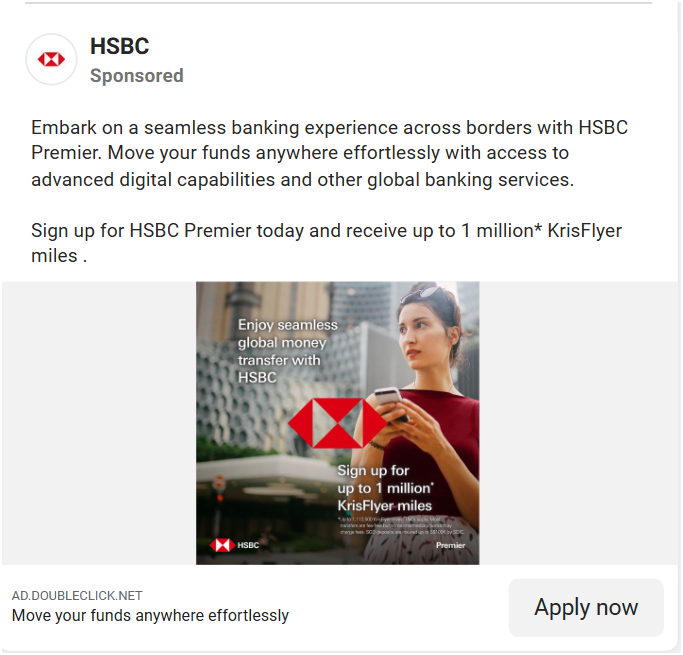 HSBC
Sponsored
Embark on a seamless banking experience across borders with HSBC
Premier. Move your funds anywhere effortlessly with access to
advanced digital capabilities and other global banking services.
Sign up for HSBC Premier today and receive up to 1 million* KrisFlyer
miles .
Enjoy seamless
global money
transfer with
HSBC
Sign up for
up to 1 million*
KrisFlyer miles
HSBC
Premier
AD.DOUBLECLICK.NET
Move your funds anywhere effortlessly
Apply now